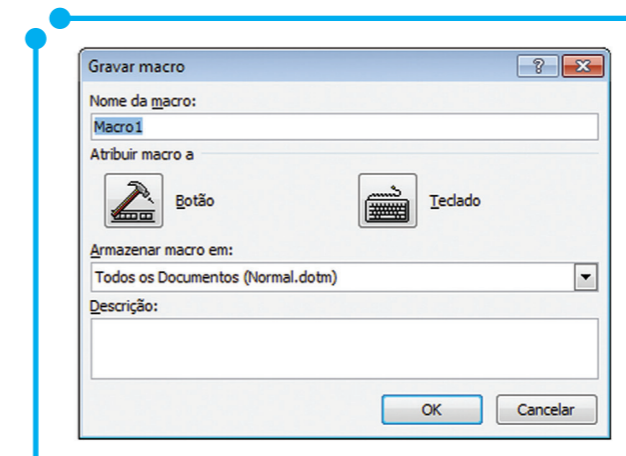 Gravar macro
Nome da macro:
Macro1
Atribuir macro a
Botão Teclado
Armazenar macro em:
Todos os Documentos (Normal.dotm)
Descrição:
OK Cancelar